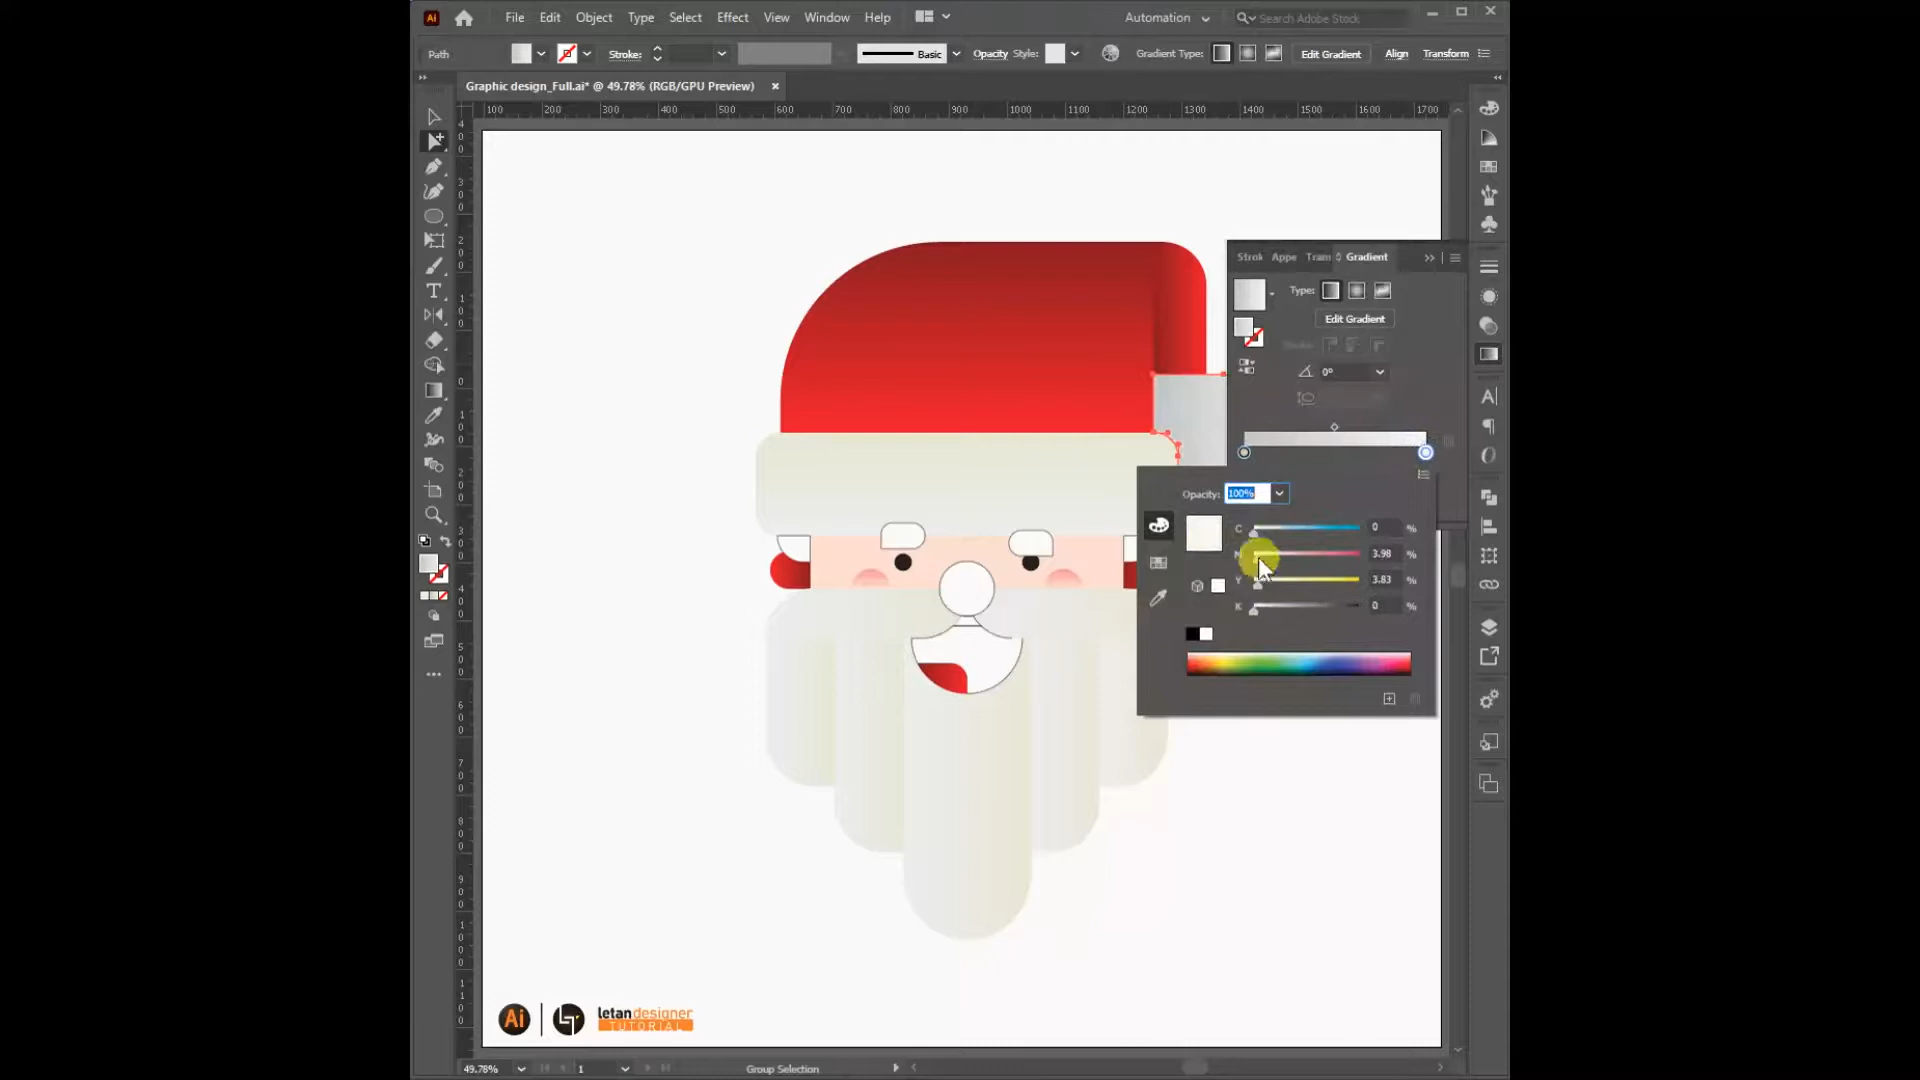 Ai File Edit Object Type Select Effect View Window Help Automation Search Adobe Stock
Path Stroke: Basic Opacity Style: Gradient Type: Edit Gradient Align Transform
Graphic design_Full.ai* @ 49.78% (RGB/GPU Preview) ×
100 200 300 400 500 600 700 800 900 1000 1100 1200 1300 1400 1500 1600 1700
Strok Appe Tran Gradient
Type:
Edit Gradient
0°
Opacity: 100%
C 0 %
M 3.98 %
Y 3.83 %
K 0 %
Ai LT letandesigner
TUTORIAL
49.78% 1 Group Selection